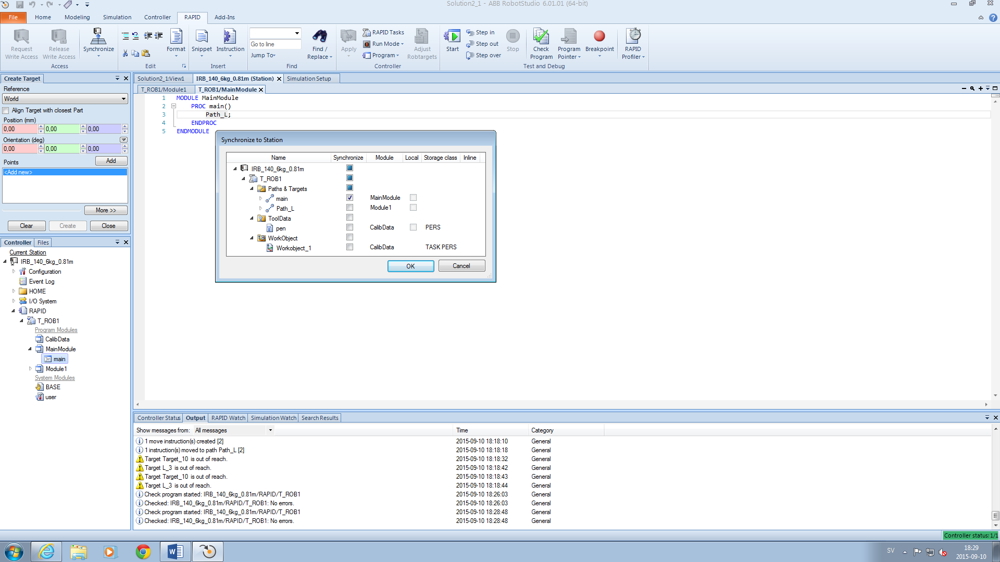 Solution2_1 - ABB RobotStudio 6.01.01 (64-bit)
File Home Modeling Simulation Controller RAPID Add-Ins
Request Write Access
Release Write Access
Synchronize
Access
Format
Edit
Snippet
Instruction
Insert
Go to line
Jump To
Find / Replace
Find
Apply
RAPID Tasks
Run Mode
Program
Adjust Robtargets
Controller
Start
Step in
Step out
Step over
Stop
Check Program
Program Pointer
Breakpoint
Test and Debug
RAPID Profiler
Create Target
Reference
World
Align Target with closest Part
Position (mm)
0,00 0,00 0,00
Orientation (deg)
0,00 0,00 0,00
Points Add
<Add new>
More >>
Clear Create Close
Controller Files
Current Station
IRB_140_6kg_0.81m
Configuration
Event Log
HOME
I/O System
RAPID
T_ROB1
Program Modules
CalibData
MainModule
main
Module1
System Modules
BASE
user
Solution2_1:View1 IRB_140_6kg_0.81m (Station) Simulation Setup
T_ROB1/Module1 T_ROB1/MainModule
1 MODULE MainModule
2 PROC main()
3 Path_L;
4 ENDPROC
5 ENDMODULE
Synchronize to Station
Name Synchronize Module Local Storage class Inline
IRB_140_6kg_0.81m
T_ROB1
Paths & Targets
main MainModule
Path_L Module1
ToolData
pen CalibData PERS
WorkObject
Workobject_1 CalibData TASK PERS
OK Cancel
Controller Status Output RAPID Watch Simulation Watch Search Results
Show messages from: All messages Time Category
1 move instruction(s) created [2] 2015-09-10 18:18:10 General
1 instruction(s) moved to path Path_L [2] 2015-09-10 18:18:18 General
Target Target_10 is out of reach. 2015-09-10 18:18:32 General
Target L_3 is out of reach. 2015-09-10 18:18:42 General
Target Target_10 is out of reach. 2015-09-10 18:18:43 General
Target L_3 is out of reach. 2015-09-10 18:18:44 General
Check program started: IRB_140_6kg_0.81m/RAPID/T_ROB1 2015-09-10 18:26:03 General
Checked: IRB_140_6kg_0.81m/RAPID/T_ROB1: No errors. 2015-09-10 18:26:03 General
Check program started: IRB_140_6kg_0.81m/RAPID/T_ROB1 2015-09-10 18:28:48 General
Checked: IRB_140_6kg_0.81m/RAPID/T_ROB1: No errors. 2015-09-10 18:28:48 General
Controller status:1/1
SV
18:29
2015-09-10